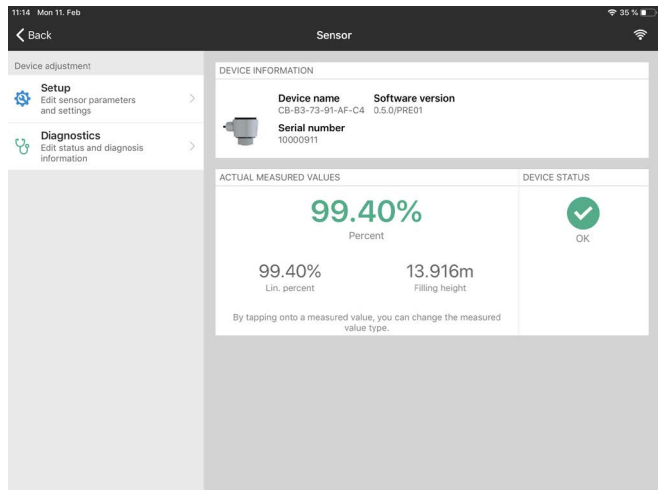 11:14 Mon 11. Feb
35 %
Back
Sensor
Device adjustment
Setup
Edit sensor parameters
and settings
Diagnostics
Edit status and diagnosis
information
DEVICE INFORMATION
Device name
CB-B3-73-91-AF-C4
Software version
0.5.0/PRE01
Serial number
10000911
ACTUAL MEASURED VALUES
99.40%
Percent
99.40%
Lin. percent
13.916m
Filling height
By tapping onto a measured value, you can change the measured
value type.
DEVICE STATUS
OK